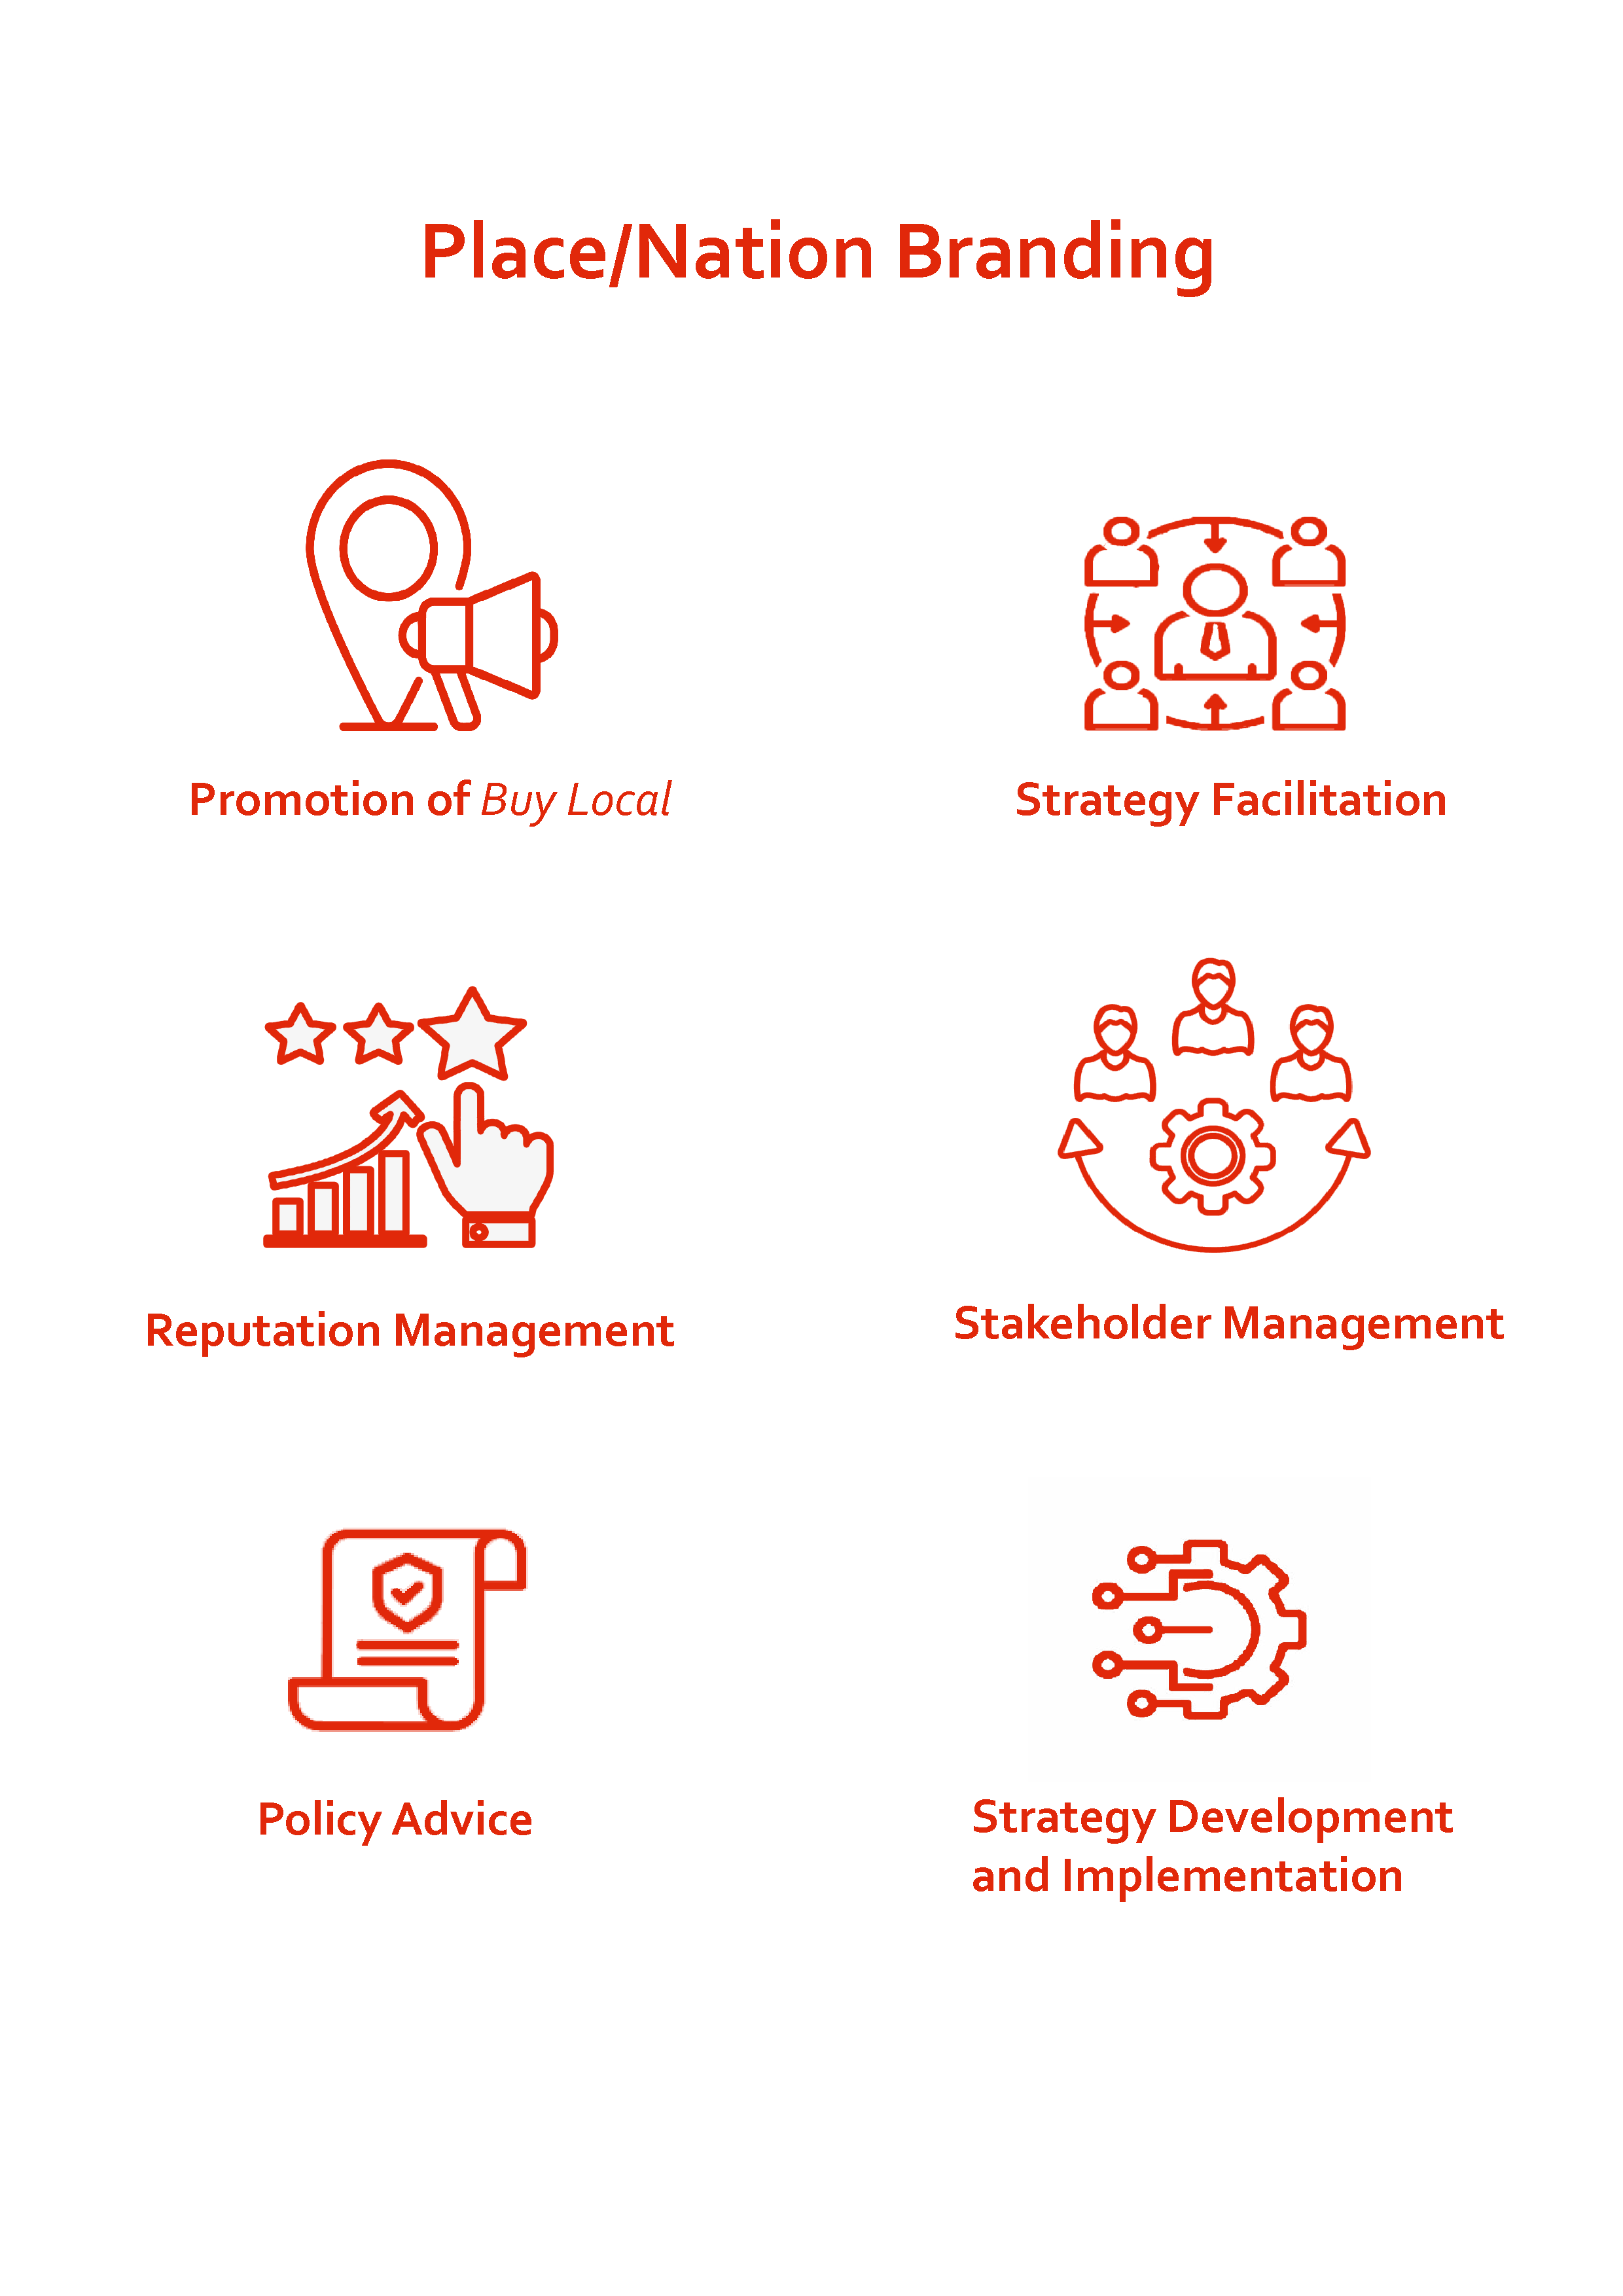 Place/Nation Branding
Promotion of Buy Local
Strategy Facilitation
Reputation Management
Stakeholder Management
Policy Advice
Strategy Development
and Implementation